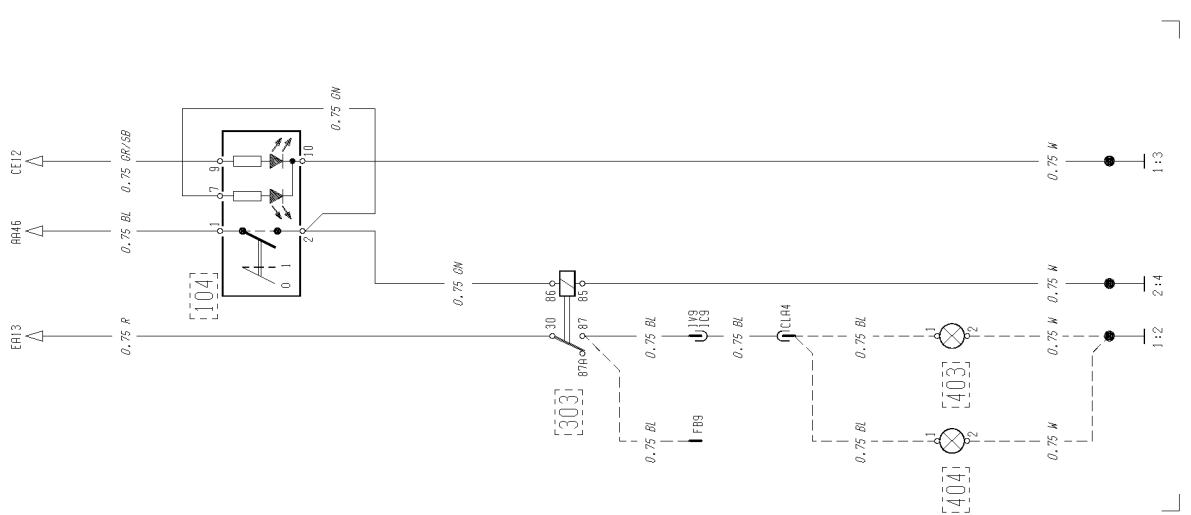 0.75 GN
CE12
0.75 GR/SB
9
10
0.75 W
1:3
7
AA46
0.75 BL
1
2
0 1
104
0.75 GN
86
85
0.75 W
2:4
EA13
0.75 R
30
87
87A
303
0.75 BL
1V9
1C9
0.75 BL
CLA4
0.75 BL
1
2
403
0.75 W
1:2
0.75 BL
FB9
0.75 BL
1
2
404
0.75 W